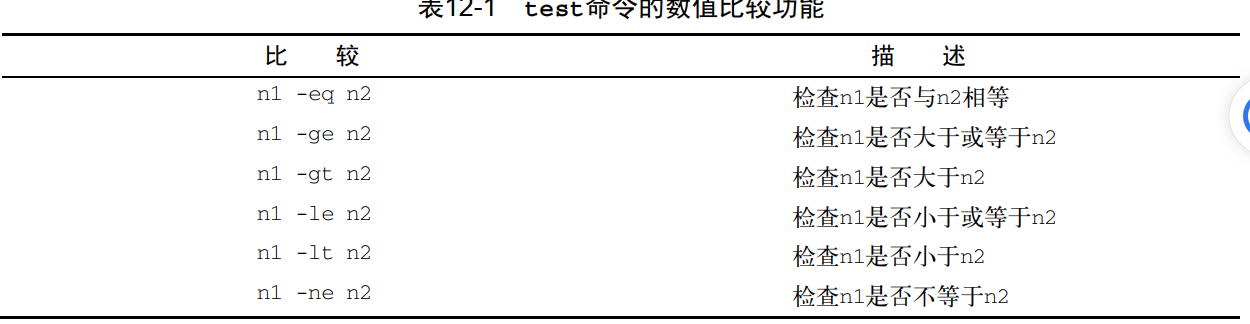 表12-1 test命令的数值比较功能
比 较 描 述
n1 -eq n2 检查n1是否与n2相等
n1 -ge n2 检查n1是否大于或等于n2
n1 -gt n2 检查n1是否大于n2
n1 -le n2 检查n1是否小于或等于n2
n1 -lt n2 检查n1是否小于n2
n1 -ne n2 检查n1是否不等于n2